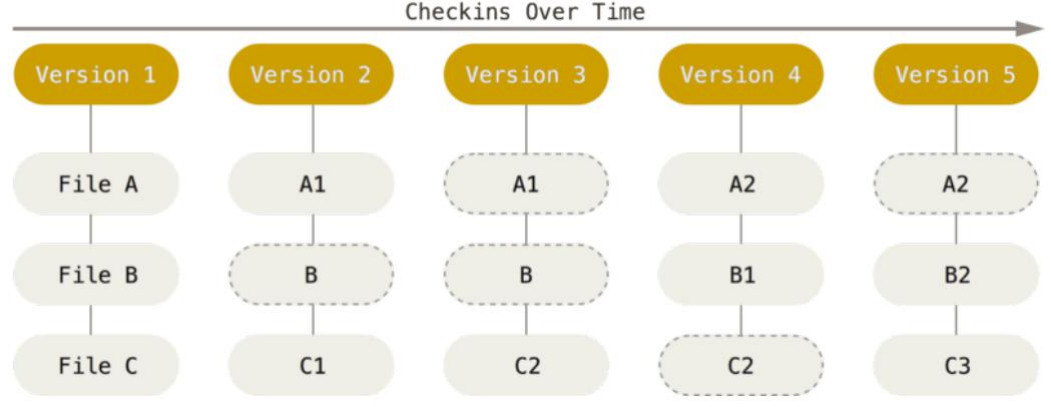 Checkins Over Time
Version 1 Version 2 Version 3 Version 4 Version 5
File A A1 A1 A2 A2
File B B B B1 B2
File C C1 C2 C2 C3